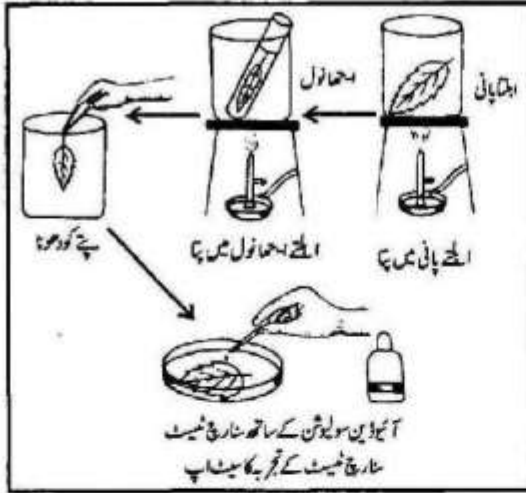 ابلتا پانی
ابلتے پانی میں پتا
ایتھانول
ابلتے ایتھانول میں پتا
پتے کو دھونا
آئیوڈین سولیوشن کے ساتھ سٹارچ ٹیسٹ
سٹارچ ٹیسٹ کے تجربہ کا سیٹ اپ